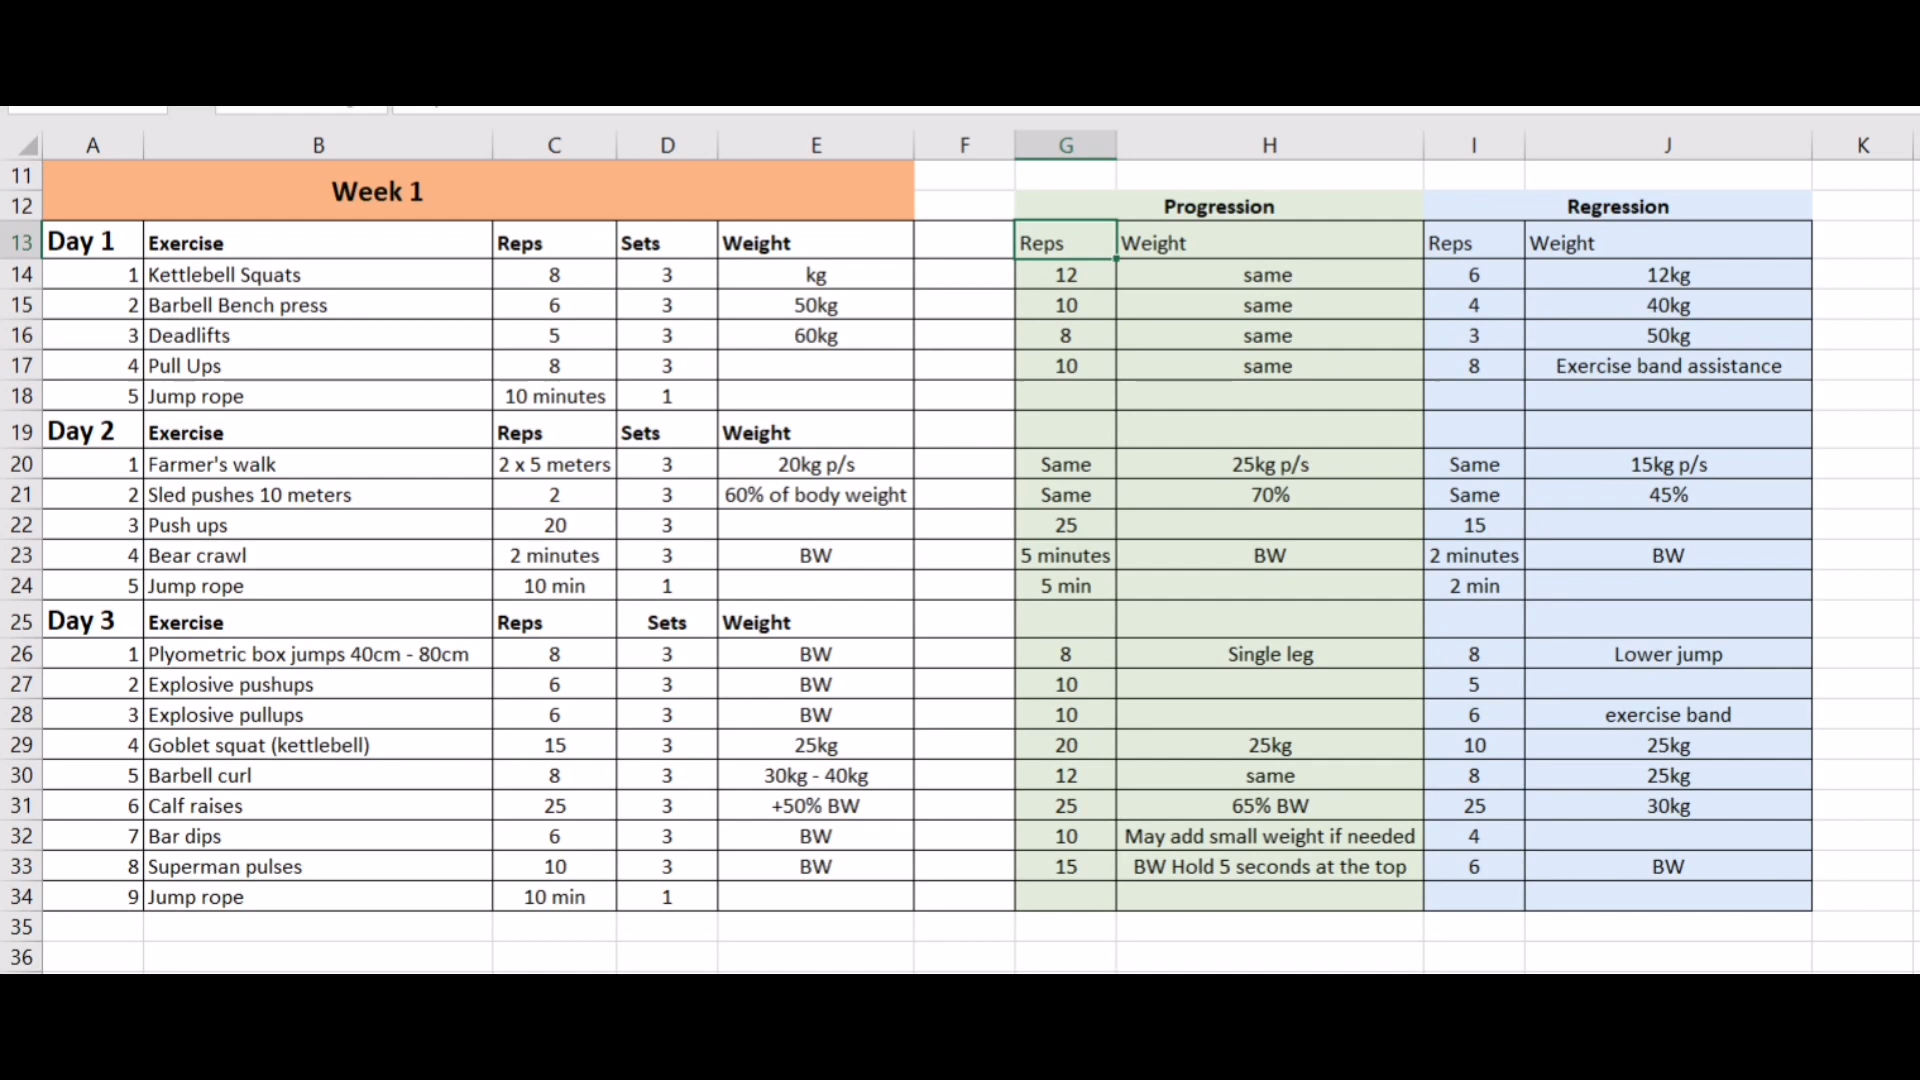 A B C D E F G H I J K
11
12 Week 1 Progression Regression
13 Day 1 Exercise Reps Sets Weight Reps Weight Reps Weight
14 1 Kettlebell Squats 8 3 kg 12 same 6 12kg
15 2 Barbell Bench press 6 3 50kg 10 same 4 40kg
16 3 Deadlifts 5 3 60kg 8 same 3 50kg
17 4 Pull Ups 8 3 10 same 8 Exercise band assistance
18 5 Jump rope 10 minutes 1
19 Day 2 Exercise Reps Sets Weight
20 1 Farmer's walk 2 x 5 meters 3 20kg p/s Same 25kg p/s Same 15kg p/s
21 2 Sled pushes 10 meters 2 3 60% of body weight Same 70% Same 45%
22 3 Push ups 20 3 25 15
23 4 Bear crawl 2 minutes 3 BW 5 minutes BW 2 minutes BW
24 5 Jump rope 10 min 1 5 min 2 min
25 Day 3 Exercise Reps Sets Weight
26 1 Plyometric box jumps 40cm - 80cm 8 3 BW 8 Single leg 8 Lower jump
27 2 Explosive pushups 6 3 BW 10 5
28 3 Explosive pullups 6 3 BW 10 6 exercise band
29 4 Goblet squat (kettlebell) 15 3 25kg 20 25kg 10 25kg
30 5 Barbell curl 8 3 30kg - 40kg 12 same 8 25kg
31 6 Calf raises 25 3 +50% BW 25 65% BW 25 30kg
32 7 Bar dips 6 3 BW 10 May add small weight if needed 4
33 8 Superman pulses 10 3 BW 15 BW Hold 5 seconds at the top 6 BW
34 9 Jump rope 10 min 1
35
36